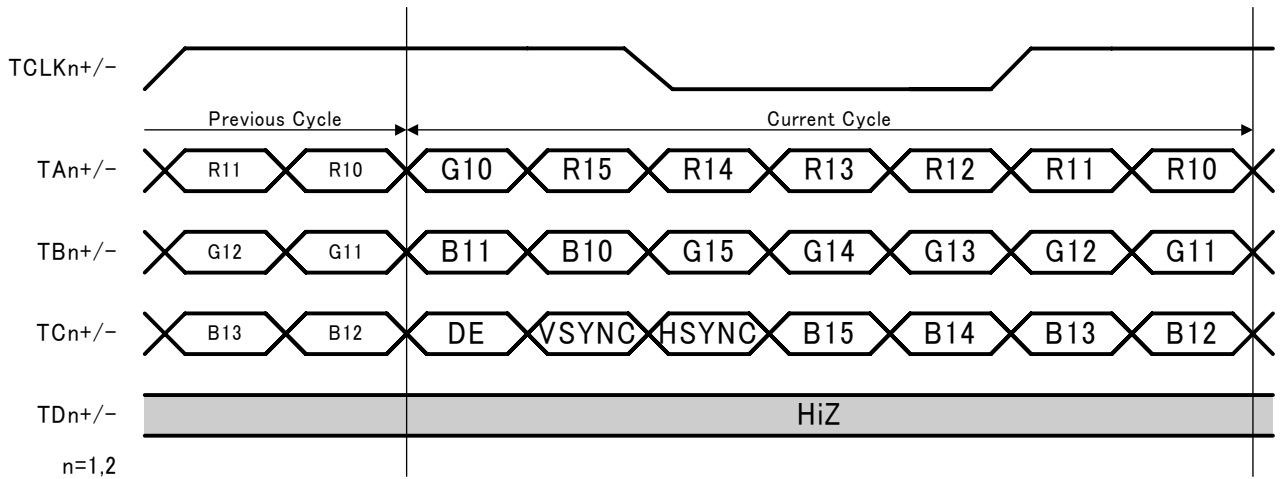 TCLKn+/-
Previous Cycle Current Cycle
TAn+/- R11 R10 G10 R15 R14 R13 R12 R11 R10
TBn+/- G12 G11 B11 B10 G15 G14 G13 G12 G11
TCn+/- B13 B12 DE VSYNC HSYNC B15 B14 B13 B12
TDn+/- HiZ
n=1,2